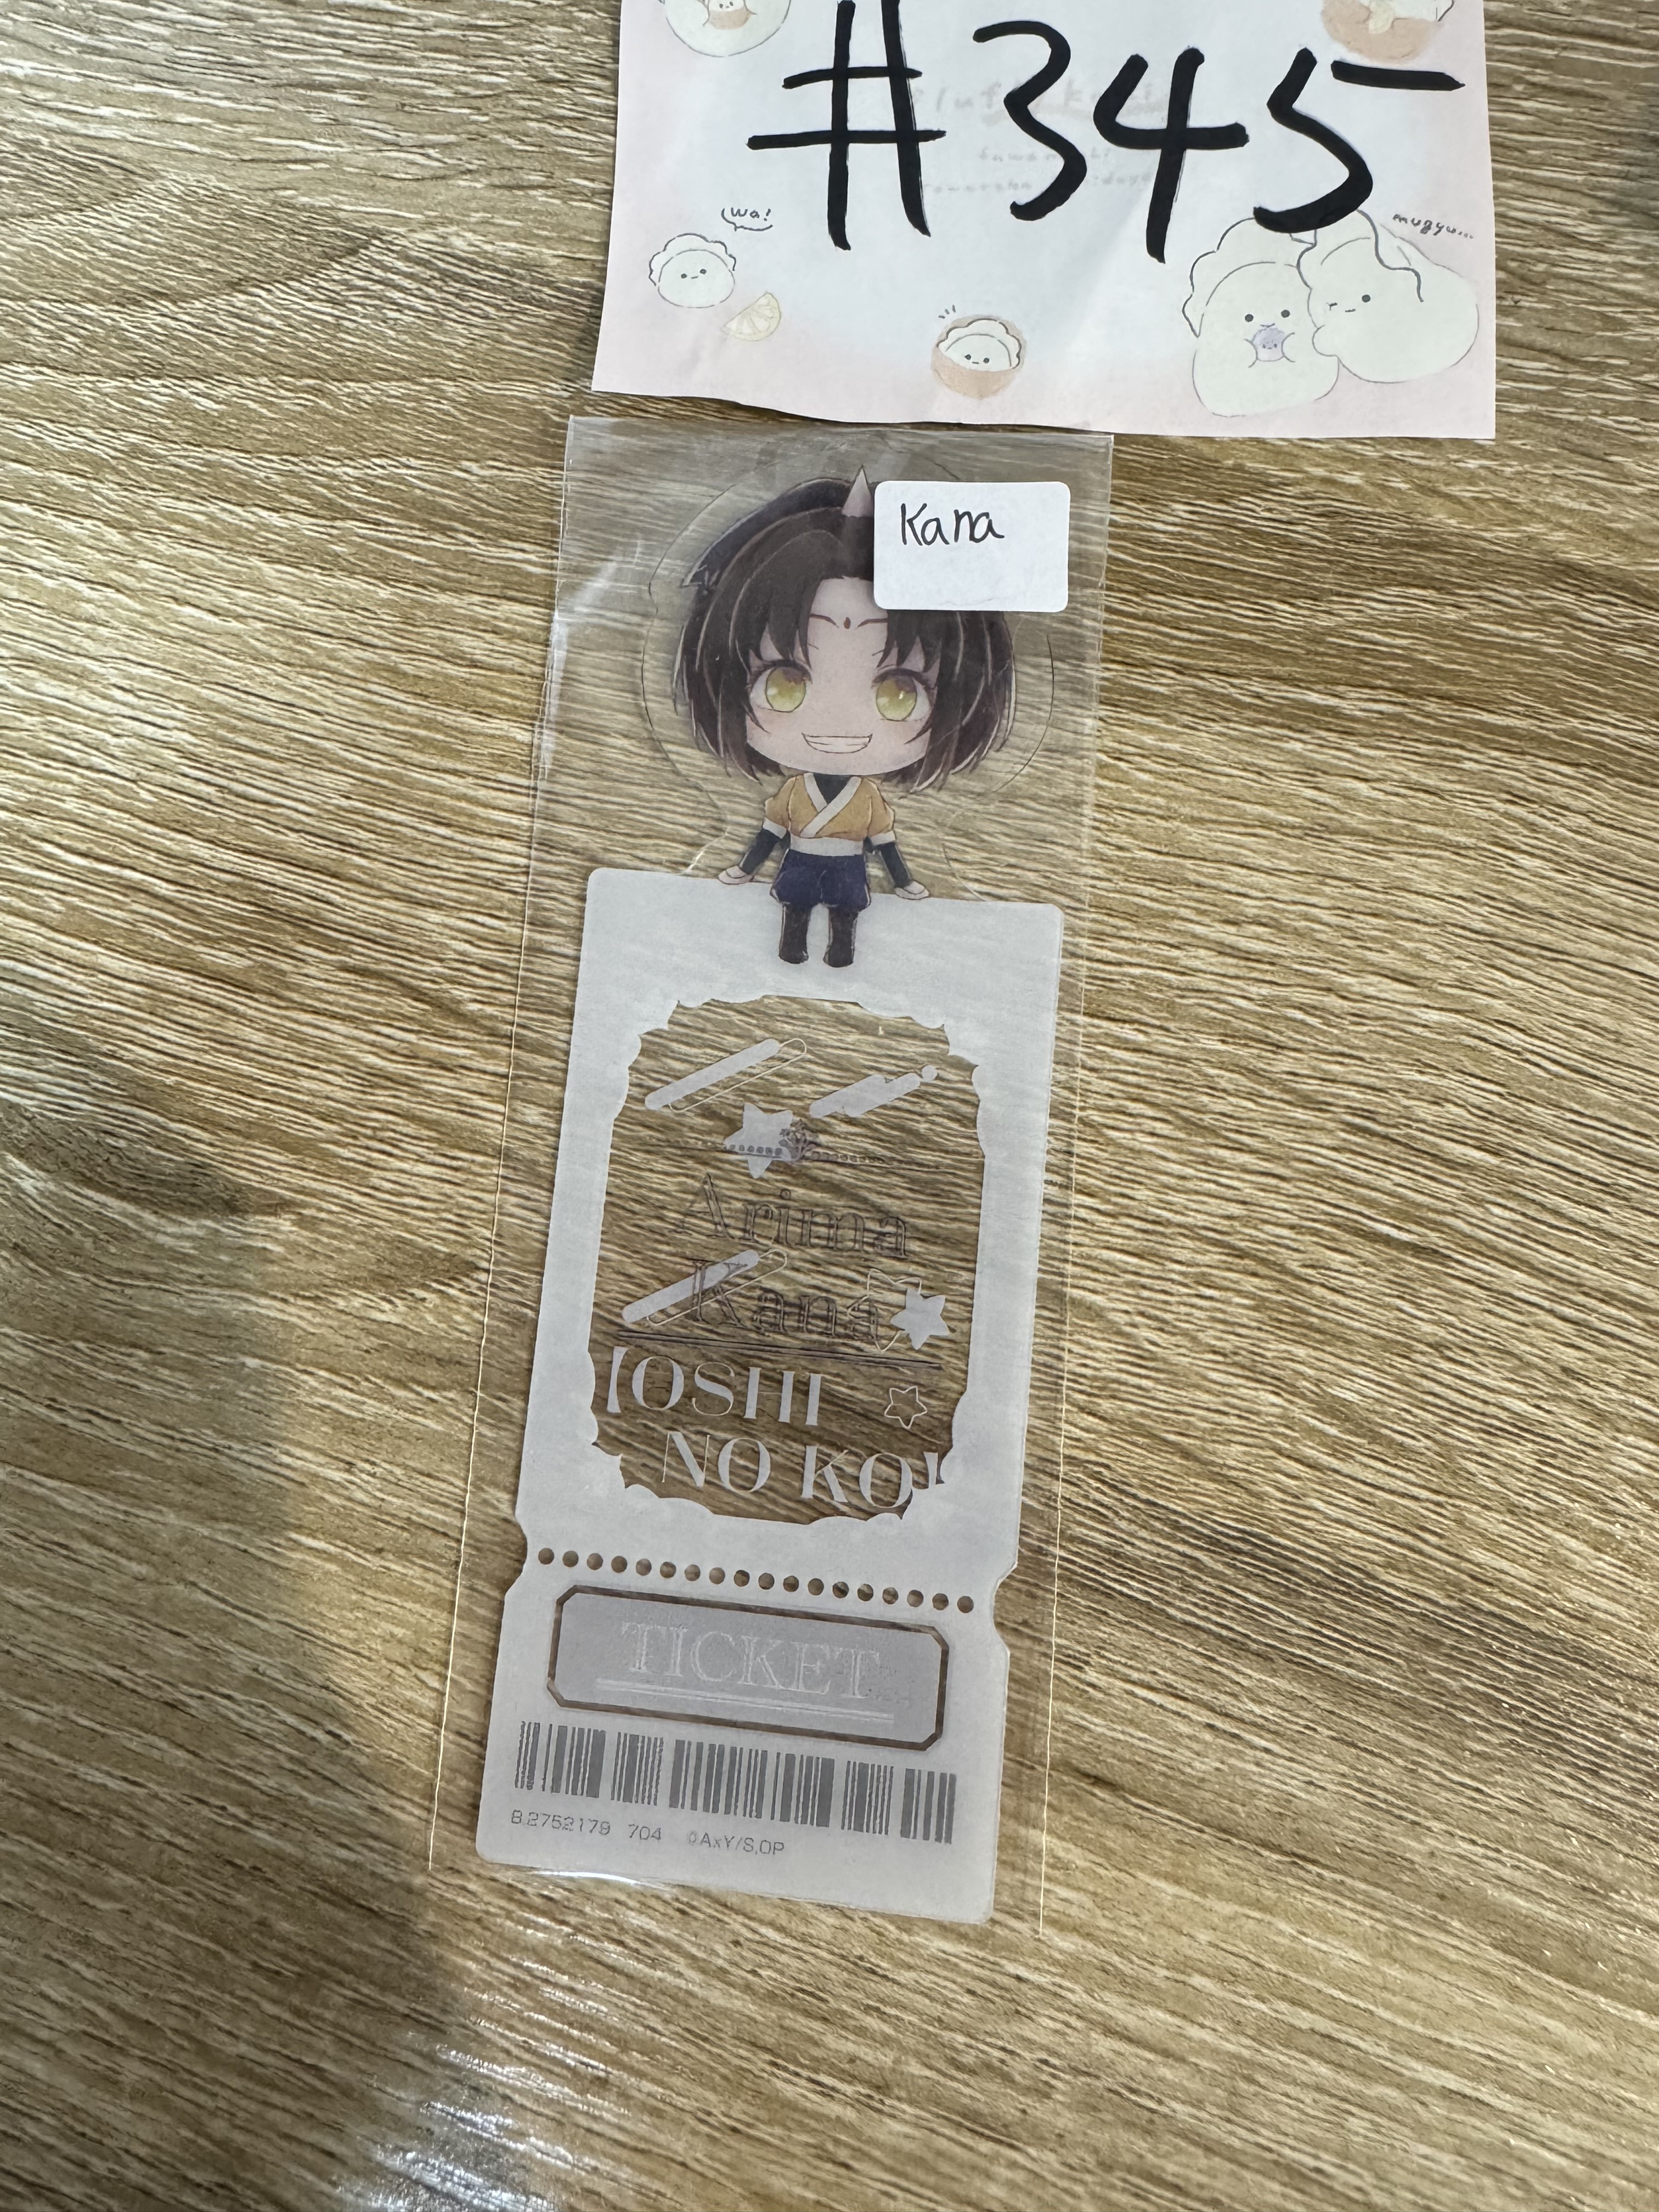 #345
wa!
mugyu...
Kana
Arima
Kana
【OSHI
NO KO】
TICKET
B.2752179 704 ◊AxY/S,OP